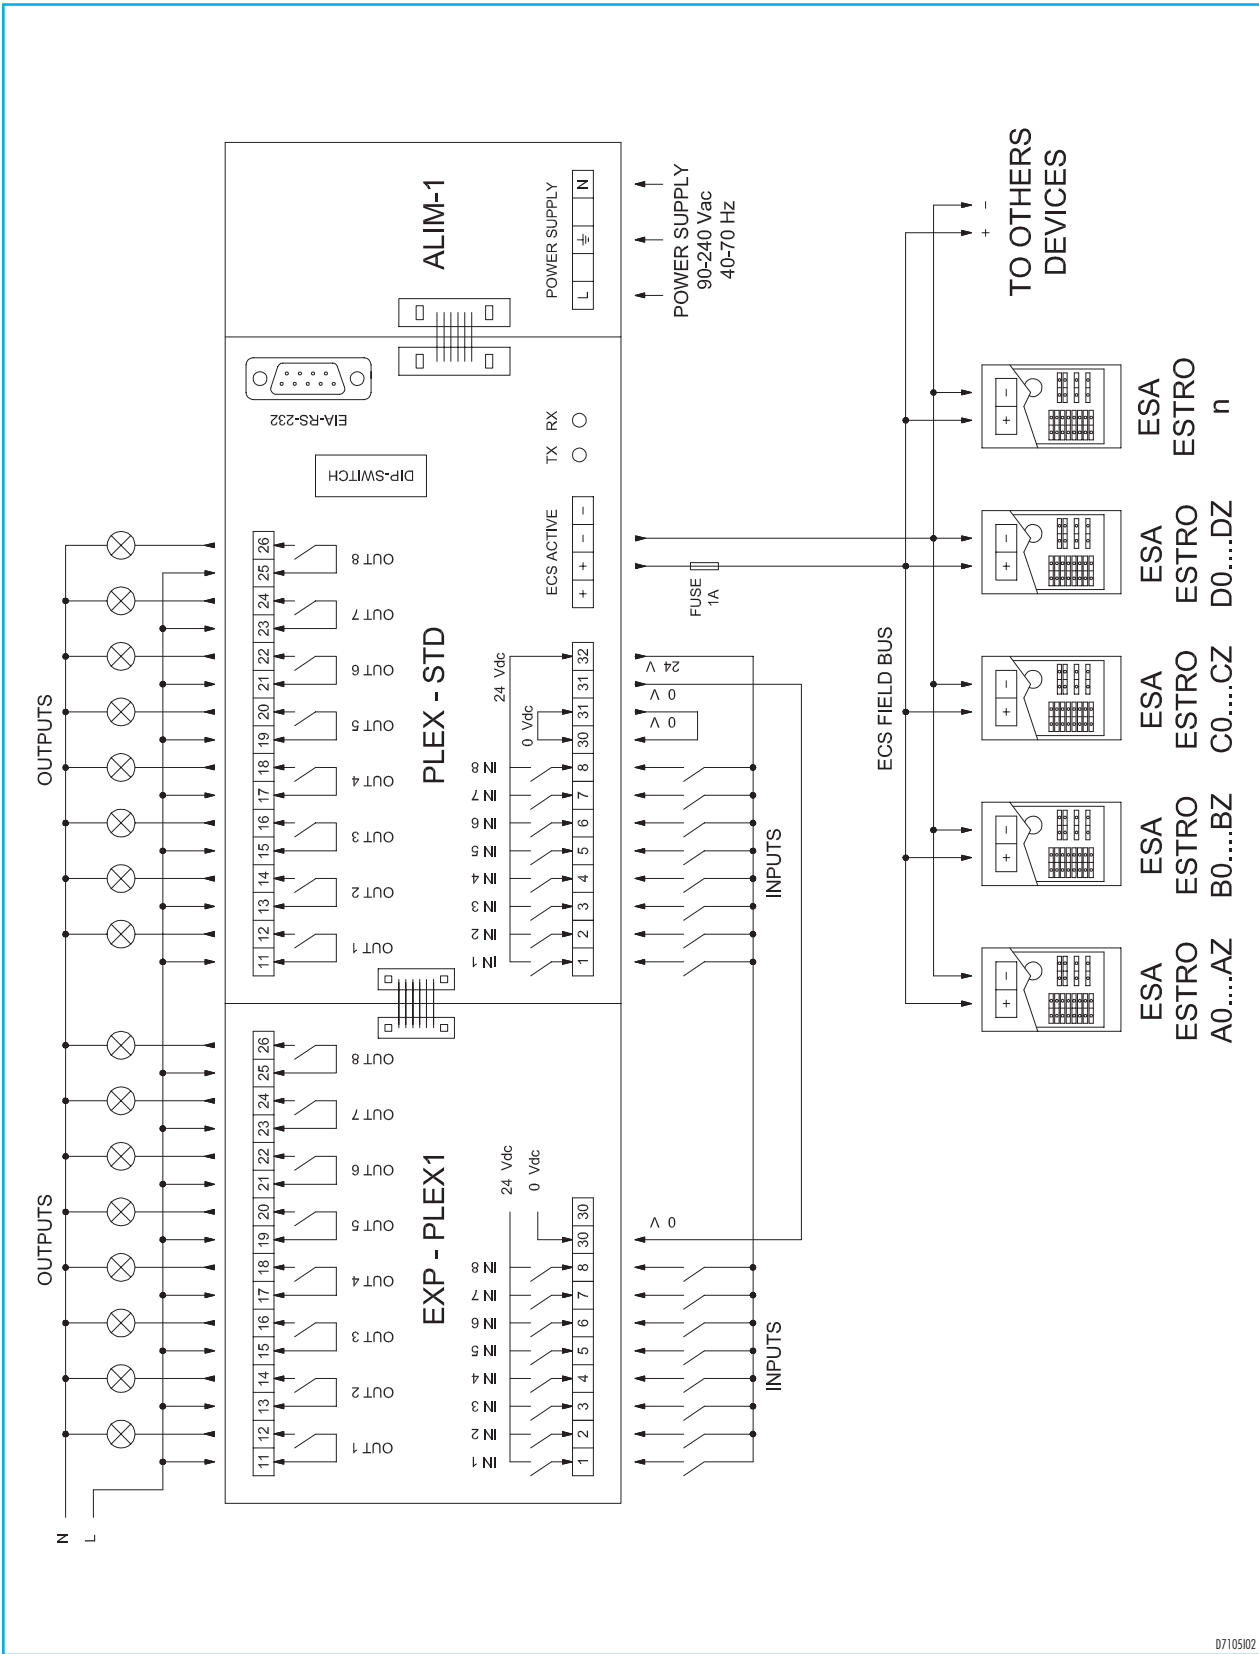 N
L
OUTPUTS
OUTPUTS
11 12 13 14 15 16 17 18 19 20 21 22 23 24 25 26
OUT 1 OUT 2 OUT 3 OUT 4 OUT 5 OUT 6 OUT 7 OUT 8
EXP - PLEX1
IN 1 IN 2 IN 3 IN 4 IN 5 IN 6 IN 7 IN 8
24 Vdc
0 Vdc
1 2 3 4 5 6 7 8 30 30
0 V
INPUTS
11 12 13 14 15 16 17 18 19 20 21 22 23 24 25 26
OUT 1 OUT 2 OUT 3 OUT 4 OUT 5 OUT 6 OUT 7 OUT 8
PLEX - STD
IN 1 IN 2 IN 3 IN 4 IN 5 IN 6 IN 7 IN 8
0 Vdc
24 Vdc
1 2 3 4 5 6 7 8 30 31 31 32
0 V
0 V
24 V
INPUTS
DIP-SWITCH
EIA-RS-232
ECS ACTIVE
+ + - -
TX RX
FUSE
1A
ALIM-1
POWER SUPPLY
L N
POWER SUPPLY
90-240 Vac
40-70 Hz
ECS FIELD BUS
+ -
ESA
ESTRO
A0....AZ
+ -
ESA
ESTRO
B0...BZ
+ -
ESA
ESTRO
C0....CZ
+ -
ESA
ESTRO
D0....DZ
+ -
ESA
ESTRO
n
+ -
TO OTHERS
DEVICES
D7105I02